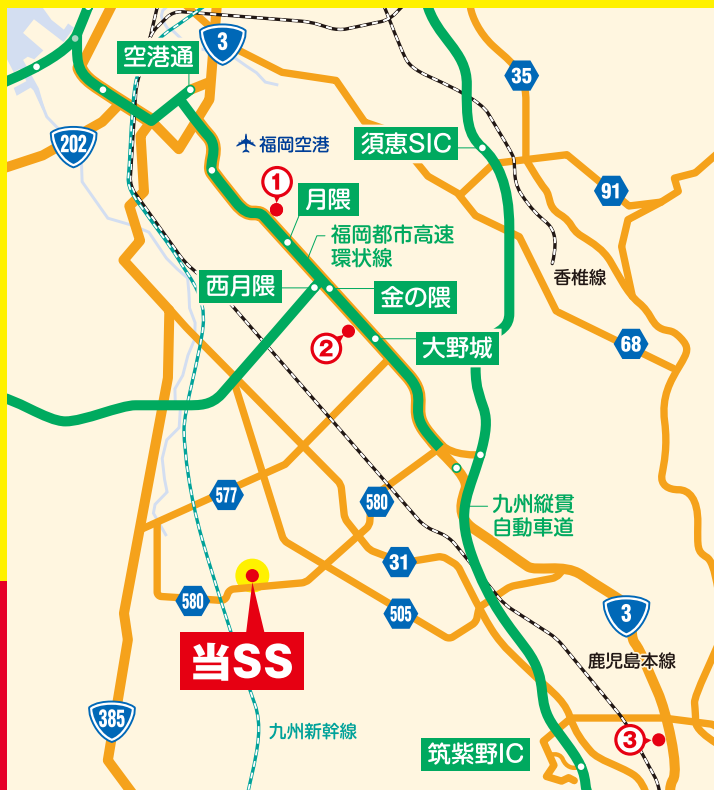 3
空港通
35
202
福岡空港
須恵SIC
1
月隈
91
福岡都市高速
環状線
香椎線
西月隈
金の隈
2
大野城
68
577
580
九州縦貫
自動車道
31
580
505
3
当SS
鹿児島本線
385
九州新幹線
筑紫野IC
3